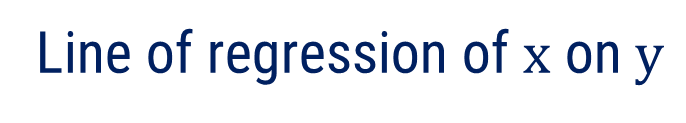 Line of regression of x on y